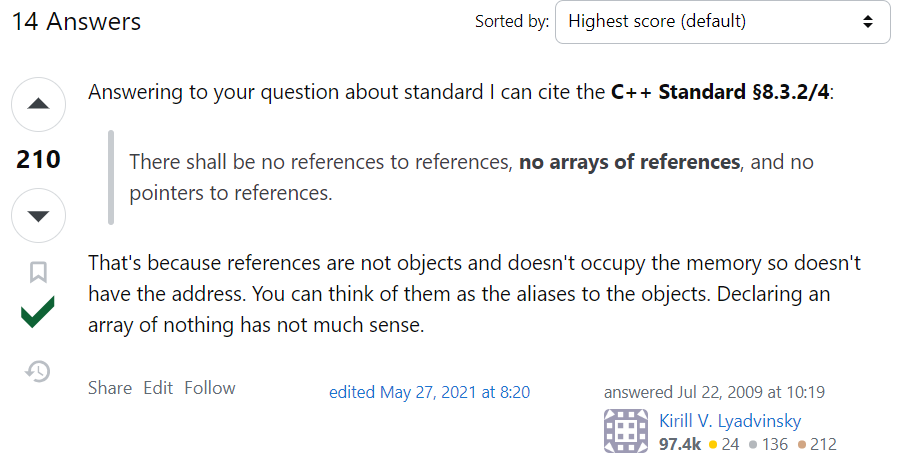 14 Answers
Sorted by: Highest score (default)
Answering to your question about standard I can cite the C++ Standard §8.3.2/4:
210
There shall be no references to references, no arrays of references, and no
pointers to references.
That's because references are not objects and doesn't occupy the memory so doesn't
have the address. You can think of them as the aliases to the objects. Declaring an
array of nothing has not much sense.
Share Edit Follow
edited May 27, 2021 at 8:20
answered Jul 22, 2009 at 10:19
Kirill V. Lyadvinsky
97.4k 24 136 212